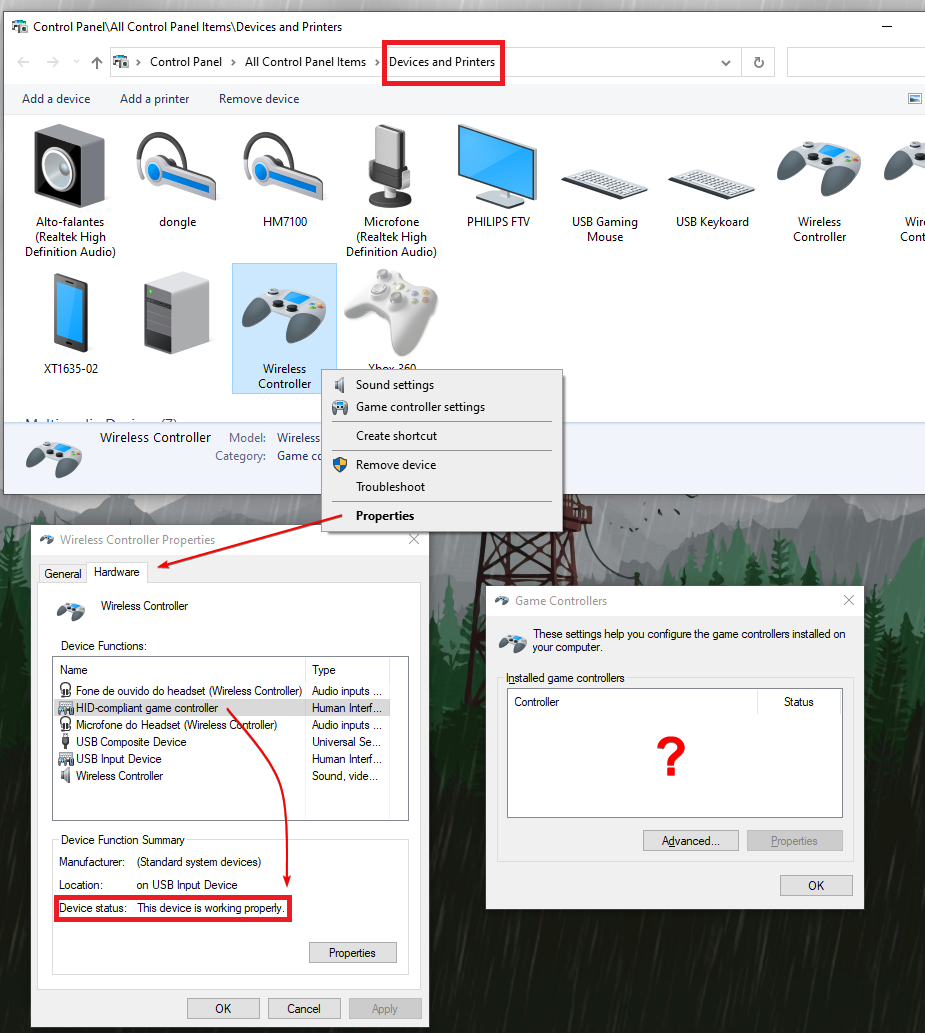 Control Panel\All Control Panel Items\Devices and Printers
Control Panel
All Control Panel Items
Devices and Printers
Add a device
Add a printer
Remove device
Alto-falantes
(Realtek High
Definition Audio)
dongle
HM7100
Microfone
(Realtek High
Definition Audio)
PHILIPS FTV
USB Gaming
Mouse
USB Keykoard
Wireless
Controller
Wir
Cont
XT1635-02
Wireless
Controller
Xbox 360
Multimedia Devices (7)
Sound settings
Game controller settings
Create shortcut
Remove device
Troubleshoot
Properties
Wireless Controller
Model: Wireless
Category: Game co
Wireless Controller Properties
General
Hardware
Wireless Controller
Device Functions:
Name Type
Fone de ouvido do headset (Wireless Controller) Audio inputs ...
HID-compliant game controller Human Interf...
Microfone do Headset (Wireless Controller) Audio inputs ...
USB Composite Device Universal Se...
USB Input Device Human Interf...
Wireless Controller Sound, vide...
Device Function Summary
Manufacturer: (Standard system devices)
Location: on USB Input Device
Device status: This device is working properly.
Properties
OK
Cancel
Apply
Game Controllers
These settings help you configure the game controllers installed on
your computer.
Installed game controllers
Controller Status
?
Advanced...
Properties
OK